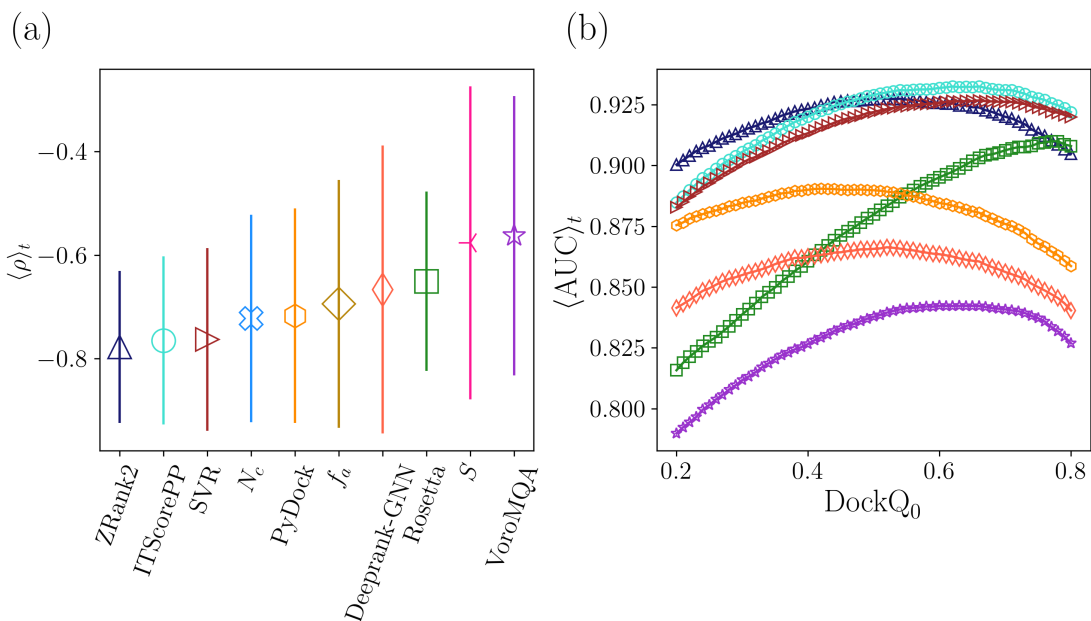 (a)
⟨ρ⟩t
−0.4
−0.6
−0.8
ZRank2
ITScorePP
SVR
Nc
PyDock
fa
Deeprank-GNN
Rosetta
S
VoroMQA
(b)
⟨AUC⟩t
0.925
0.900
0.875
0.850
0.825
0.800
0.2 0.4 0.6 0.8
DockQ0